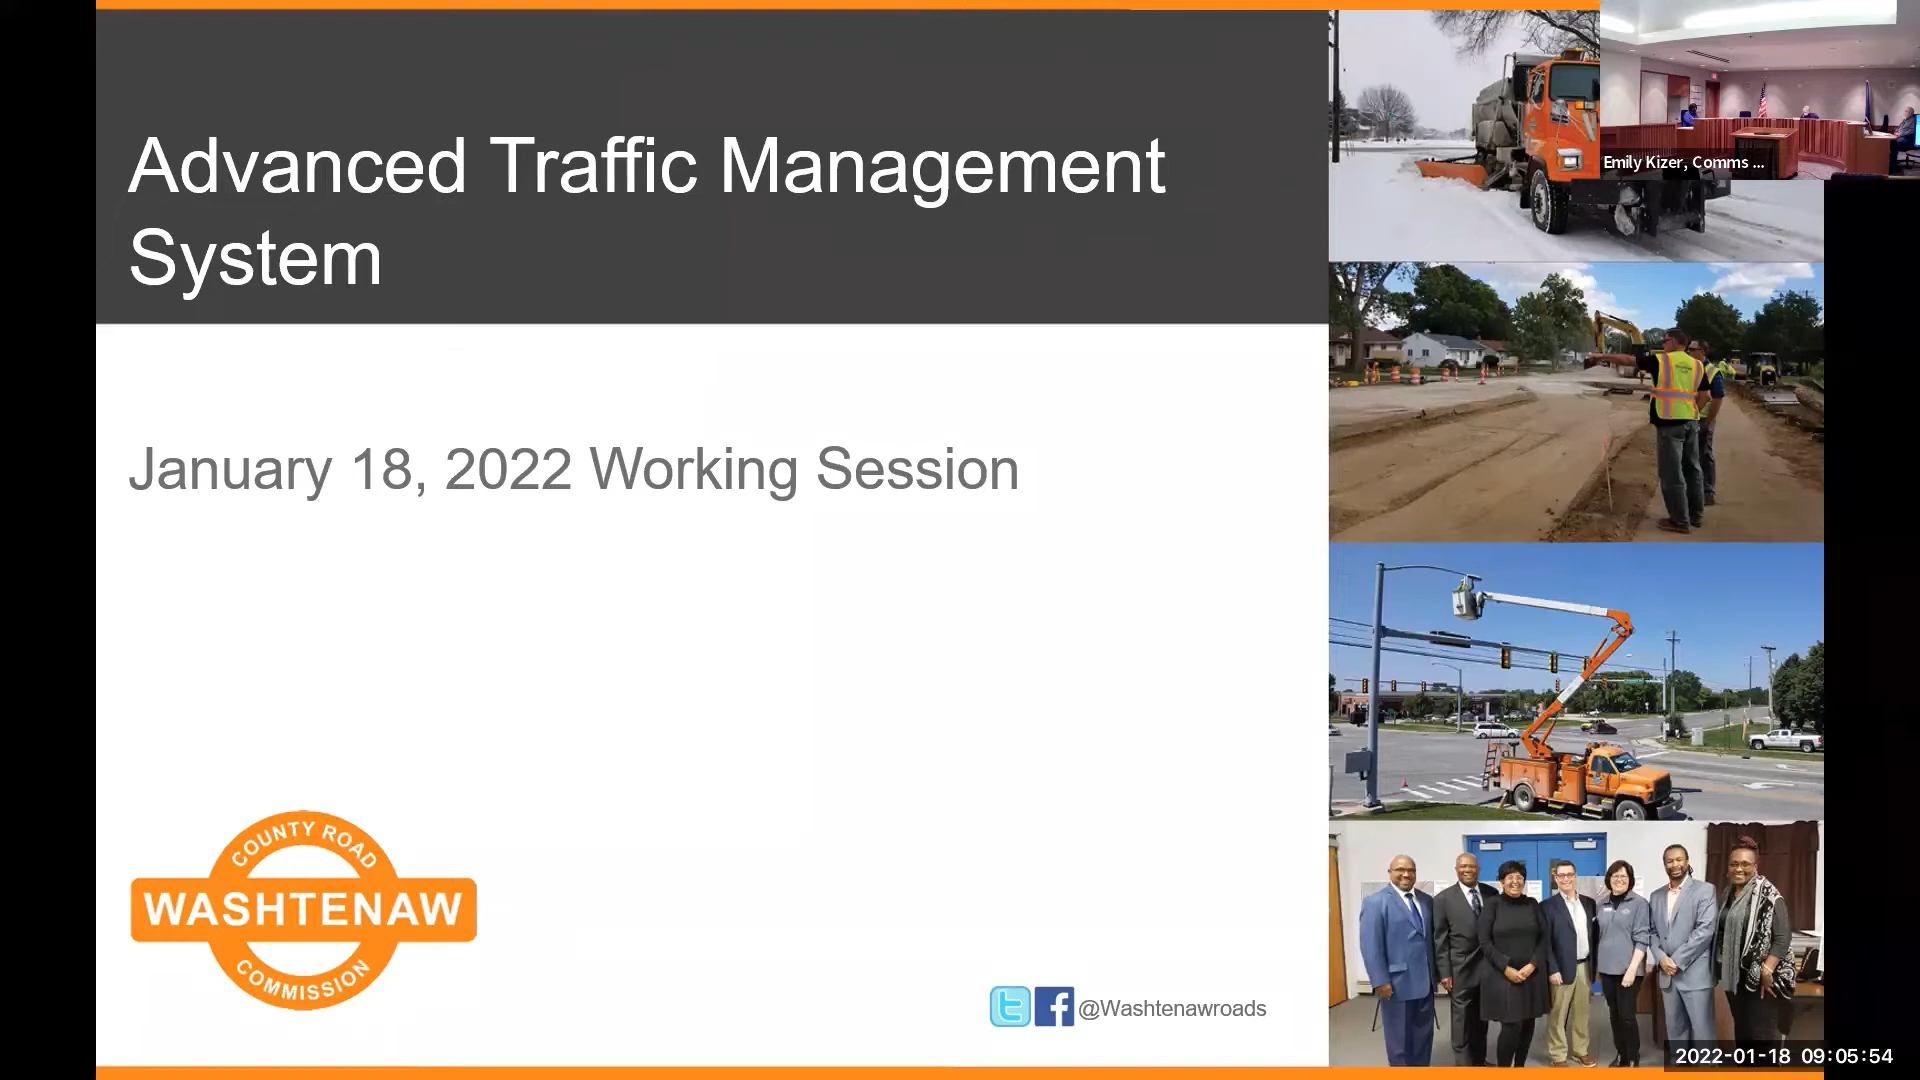 Advanced Traffic Management
System
January 18, 2022 Working Session
COUNTY ROAD
WASHTENAW
COMMISSION
@Washtenawroads
Emily Kizer, Comms ...
2022-01-18 09:05:54